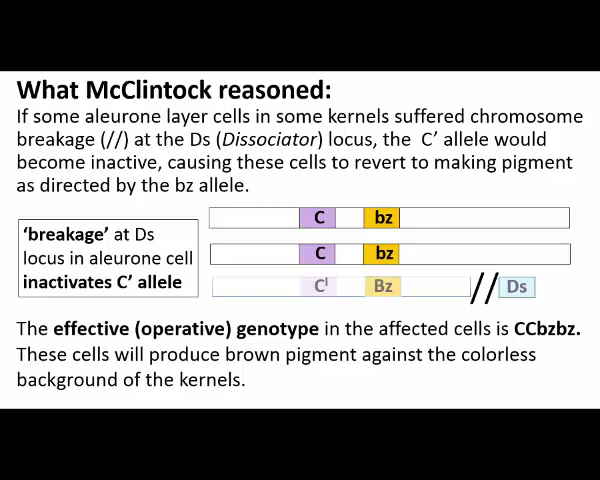 What McClintock reasoned:
If some aleurone layer cells in some kernels suffered chromosome
breakage (//) at the Ds (Dissociator) locus, the C’ allele would
become inactive, causing these cells to revert to making pigment
as directed by the bz allele.
C bz
‘breakage’ at Ds
locus in aleurone cell
inactivates C’ allele
C bz
Cᴵ Bz // Ds
The effective (operative) genotype in the affected cells is CCbzbz.
These cells will produce brown pigment against the colorless
background of the kernels.